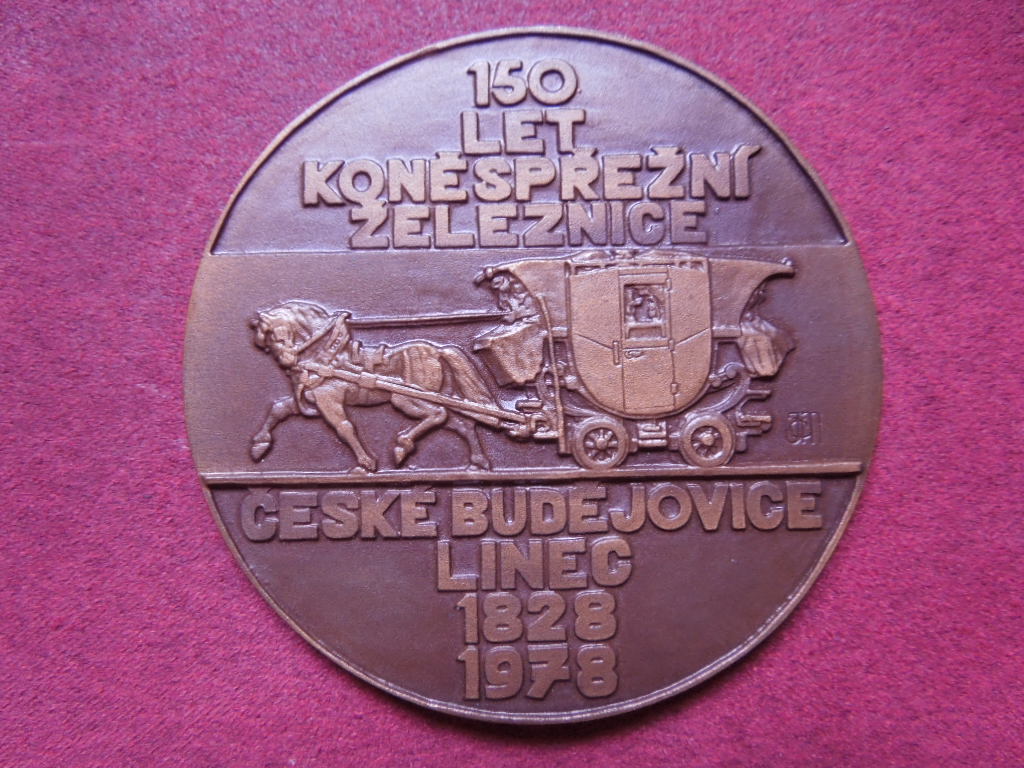 150
LET
KONĚSPŘEŽNÍ
ŽELEZNICE
ČESKÉ BUDĚJOVICE
LINEC
1828
1978